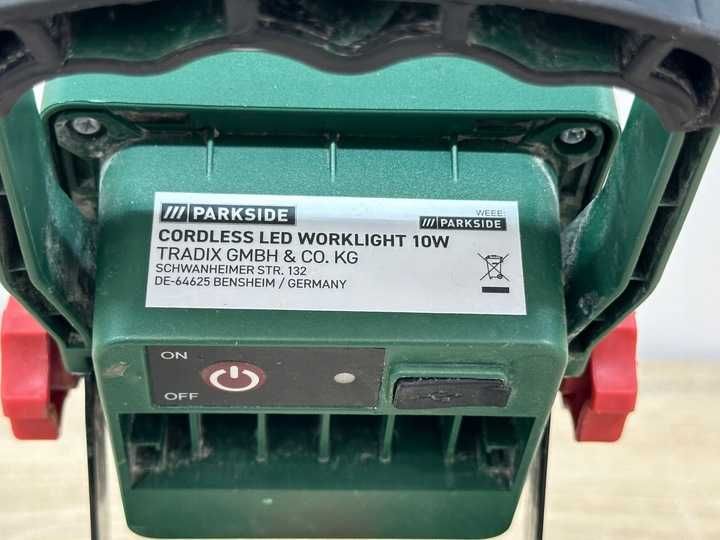 /// PARKSIDE
WEEE:
/// PARKSIDE
CORDLESS LED WORKLIGHT 10W
TRADIX GMBH & CO. KG
SCHWANHEIMER STR. 132
DE-64625 BENSHEIM / GERMANY
ON
OFF